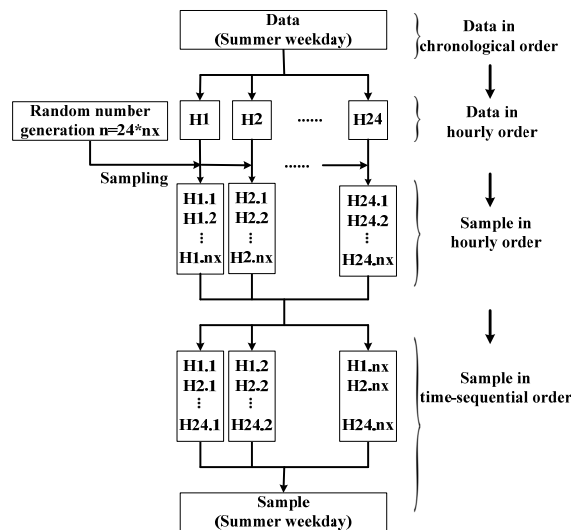 Data
(Summer weekday)
Data in
chronological order
Random number
generation n=24*nx
H1
H2
......
H24
Data in
hourly order
Sampling
......
H1.1
H1.2
⋮
H1.nx
H2.1
H2.2
⋮
H2.nx
H24.1
H24.2
⋮
H24.nx
Sample in
hourly order
H1.1
H2.1
⋮
H24.1
H1.2
H2.2
⋮
H24.2
H1.nx
H2.nx
H24.nx
Sample in
time-sequential order
Sample
(Summer weekday)